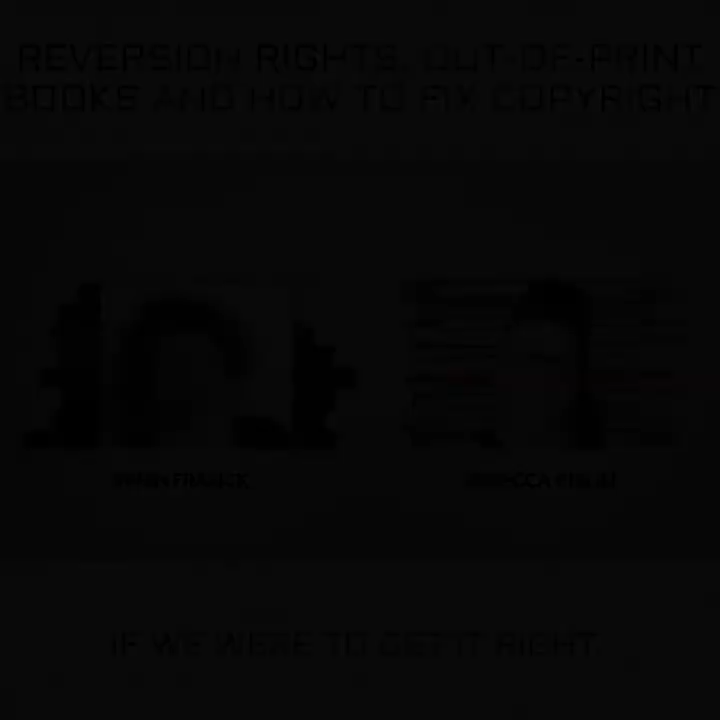 REVERSION RIGHTS, OUT-OF-PRINT
BOOKS AND HOW TO FIX COPYRIGHT
IF WE WERE TO GET IT RIGHT